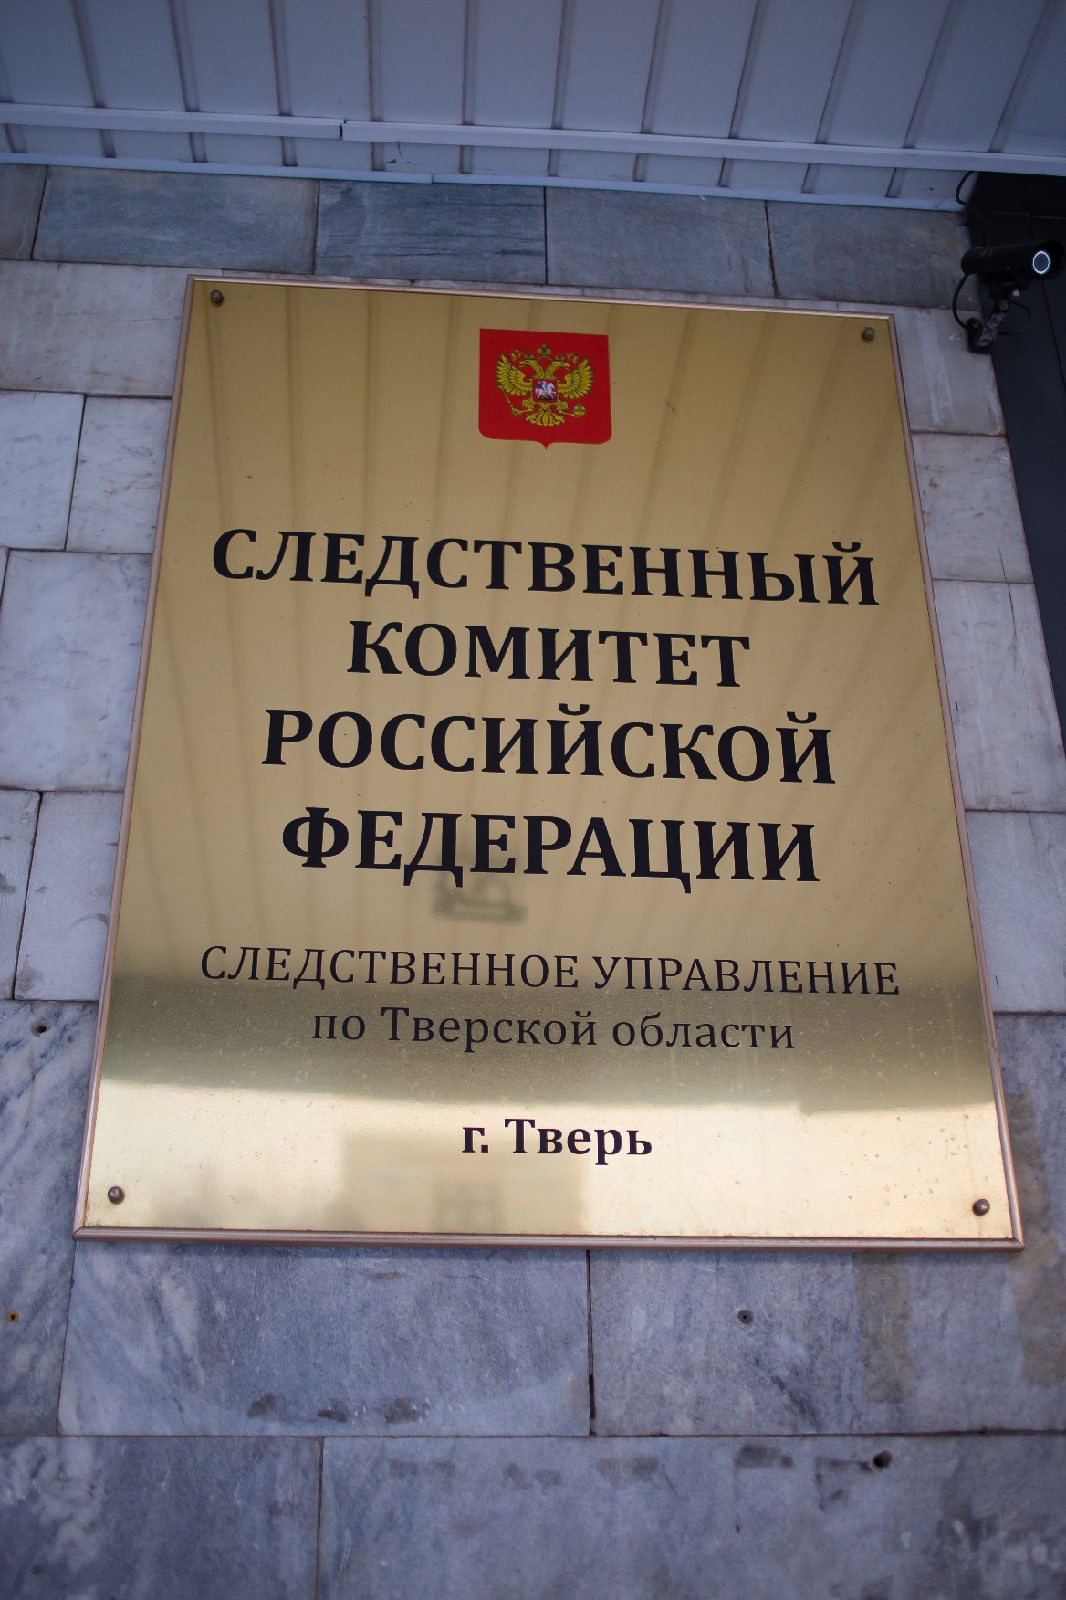 СЛЕДСТВЕННЫЙ
КОМИТЕТ
РОССИЙСКОЙ
ФЕДЕРАЦИИ
СЛЕДСТВЕННОЕ УПРАВЛЕНИЕ
по Тверской области
г. Тверь